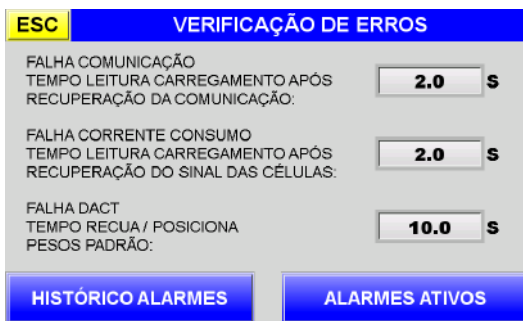 ESC VERIFICAÇÃO DE ERROS
FALHA COMUNICAÇÃO
TEMPO LEITURA CARREGAMENTO APÓS
RECUPERAÇÃO DA COMUNICAÇÃO:
2.0 S
FALHA CORRENTE CONSUMO
TEMPO LEITURA CARREGAMENTO APÓS
RECUPERAÇÃO DO SINAL DAS CÉLULAS:
2.0 S
FALHA DACT
TEMPO RECUA / POSICIONA
PESOS PADRÃO:
10.0 S
HISTÓRICO ALARMES ALARMES ATIVOS